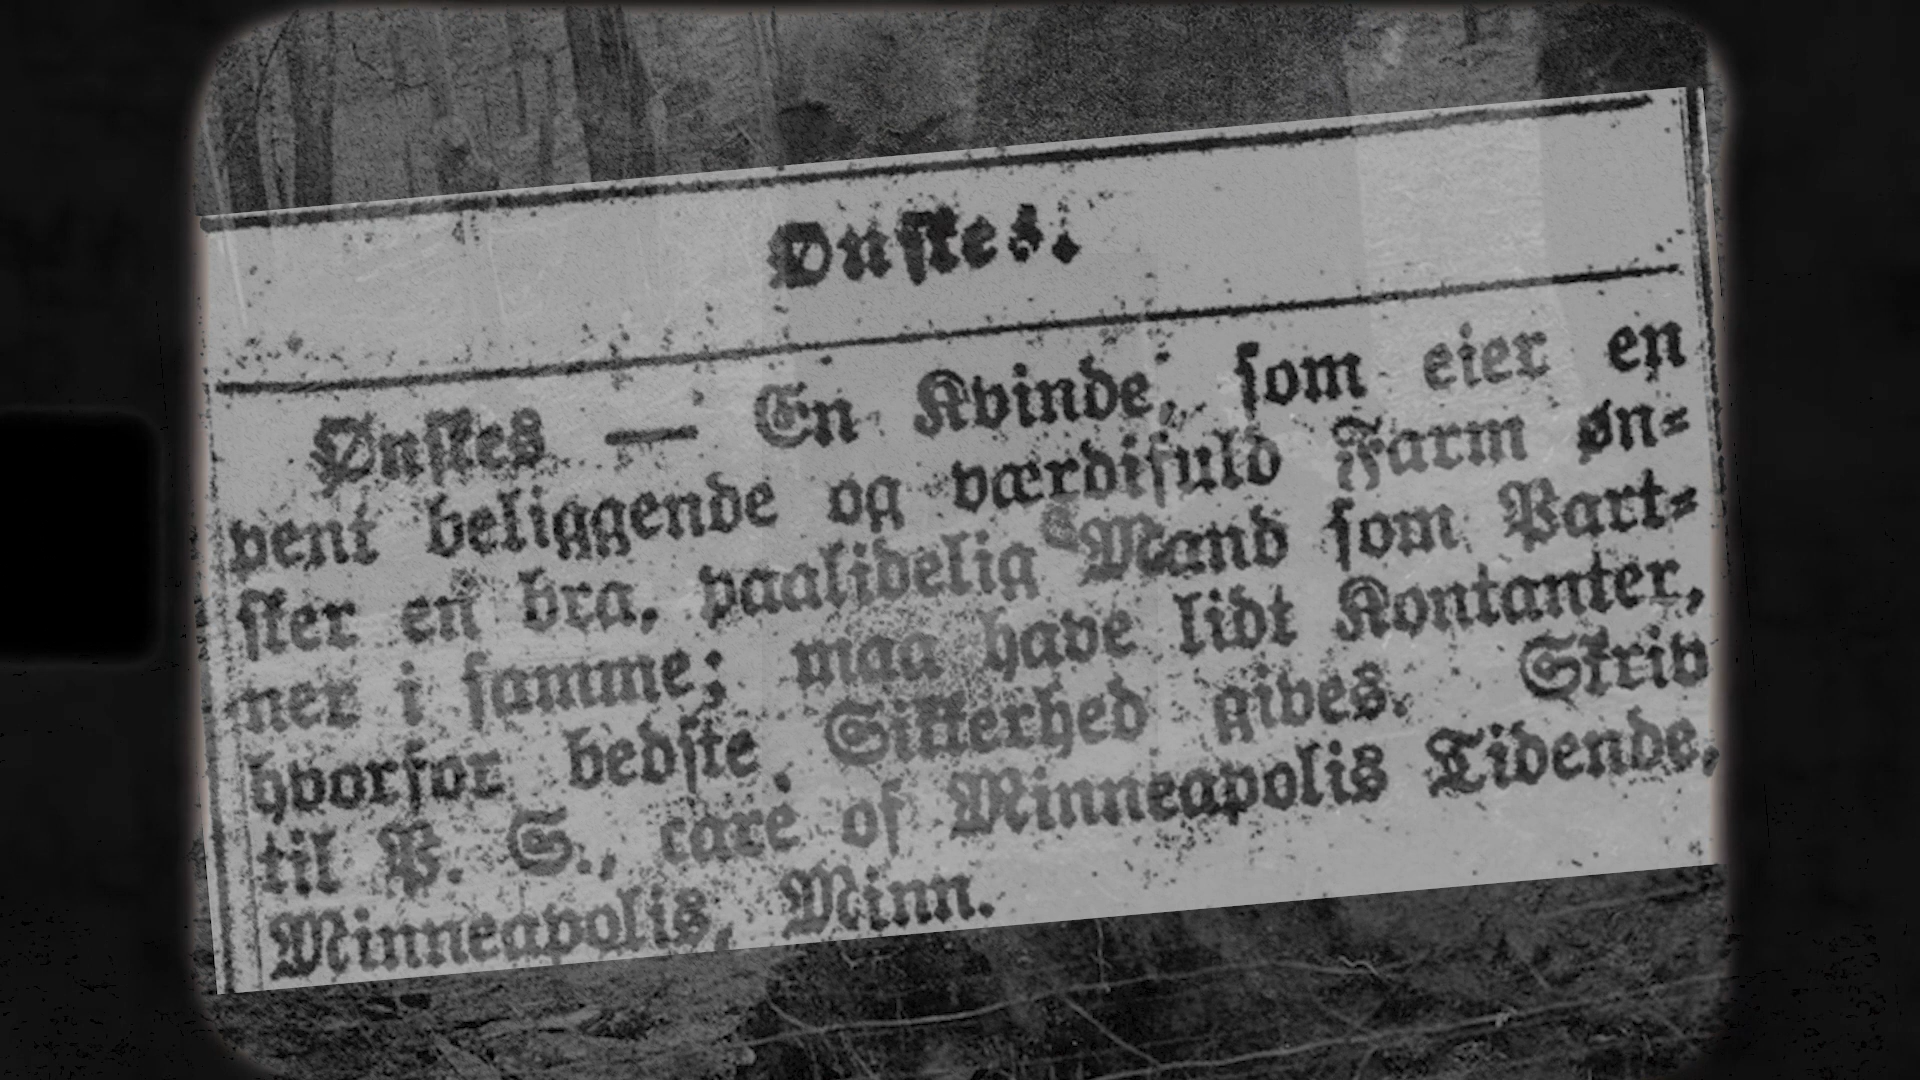 Ønskes.
Ønskes — En Kvinde, som eier en
pent beliggende og værdifuld Farm øn-
sker en bra, paalidelig Mand som Part-
ner i samme; maa have lidt Kontanter,
hvorfor bedste Sikkerhed gives. Skriv
til P. S., care of Minneapolis Tidende,
Minneapolis, Minn.